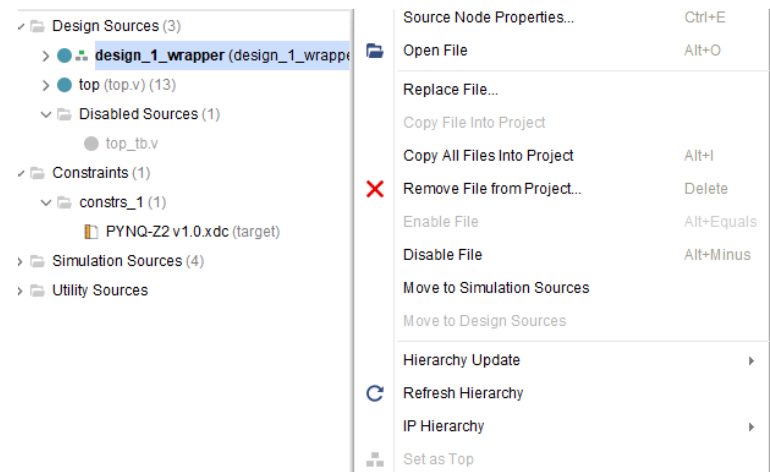 Design Sources (3)
design_1_wrapper (design_1_wrappe
top (top.v) (13)
Disabled Sources (1)
top_tb.v
Constraints (1)
constrs_1 (1)
PYNQ-Z2 v1.0.xdc (target)
Simulation Sources (4)
Utility Sources
Source Node Properties... Ctrl+E
Open File Alt+O
Replace File...
Copy File Into Project
Copy All Files Into Project Alt+I
Remove File from Project... Delete
Enable File Alt+Equals
Disable File Alt+Minus
Move to Simulation Sources
Move to Design Sources
Hierarchy Update
Refresh Hierarchy
IP Hierarchy
Set as Top